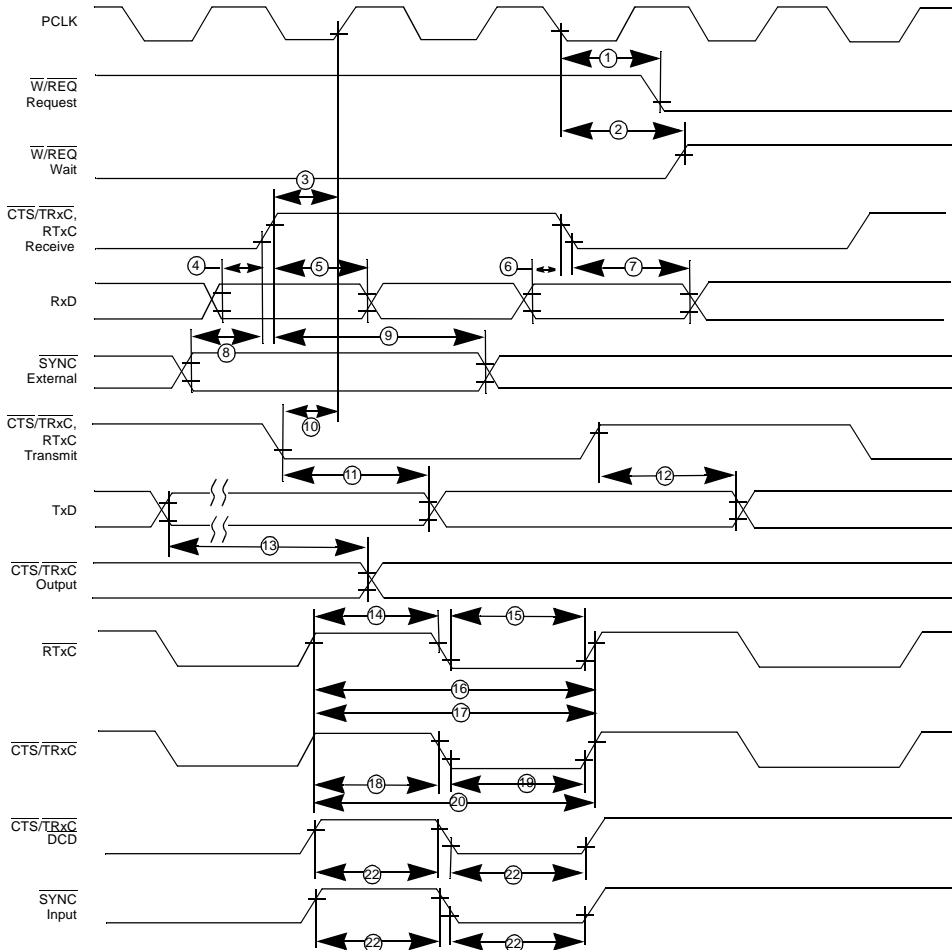 PCLK
1
W/REQ
Request
2
W/REQ
Wait
3
CTS/TRxC,
RTxC
Receive
4
5
6
7
RxD
8
9
SYNC
External
CTS/TRxC,
RTxC
Transmit
10
11
12
TxD
13
CTS/TRxC
Output
14
15
RTxC
16
17
CTS/TRxC
18
19
20
CTS/TRxC
DCD
22
22
SYNC
Input
22
22